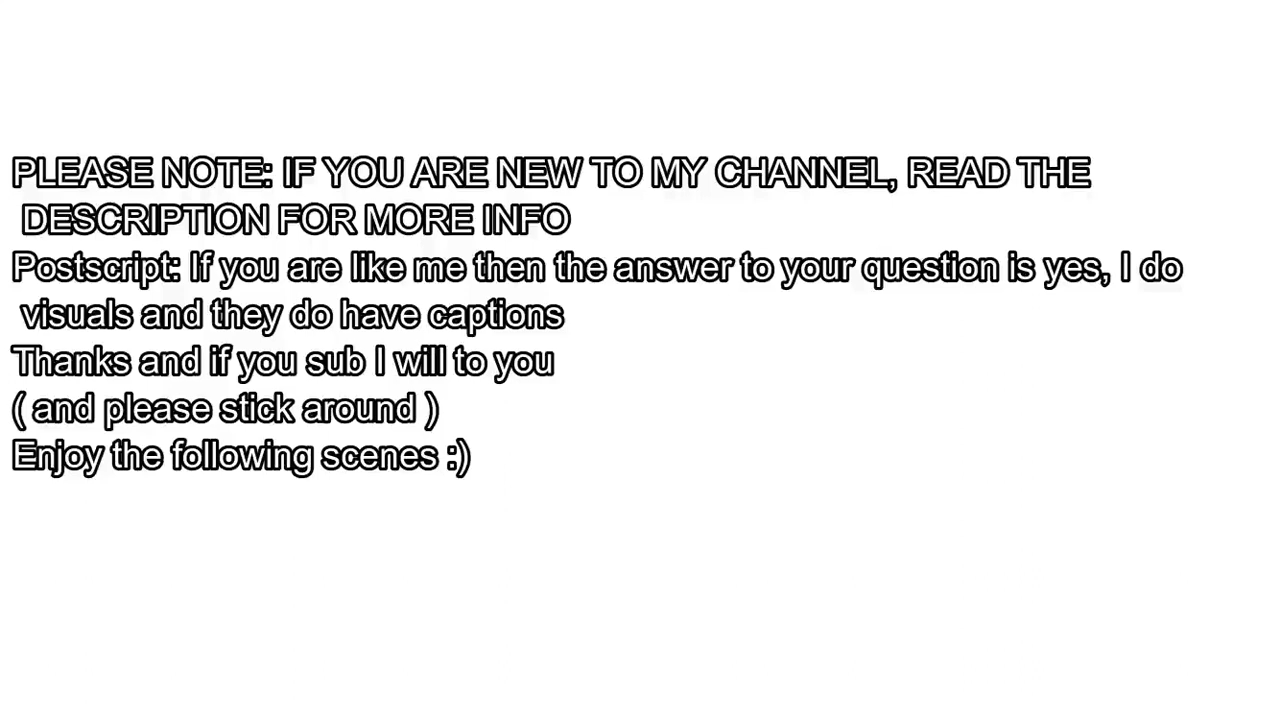 PLEASE NOTE: IF YOU ARE NEW TO MY CHANNEL, READ THE
DESCRIPTION FOR MORE INFO
Postscript: If you are like me then the answer to your question is yes, I do
visuals and they do have captions
Thanks and if you sub I will to you
( and please stick around )
Enjoy the following scenes :)